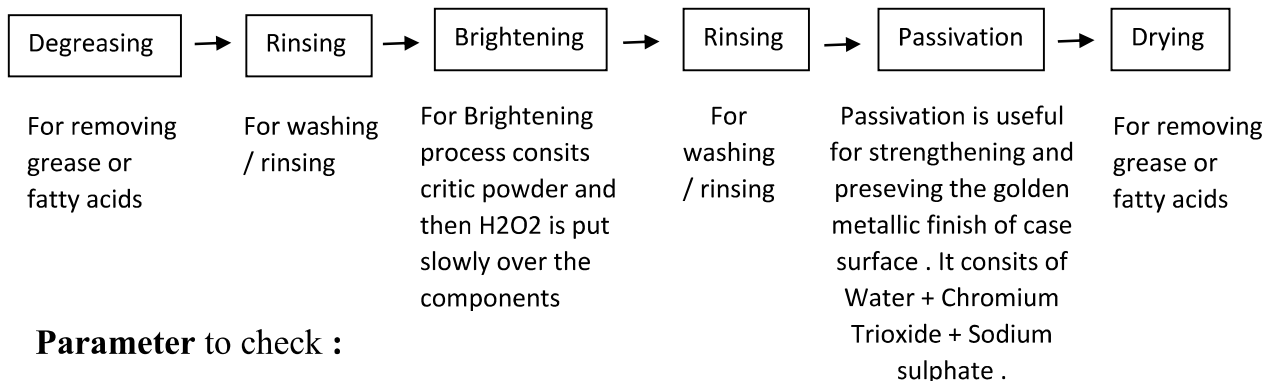 Degreasing
Rinsing
Brightening
Rinsing
Passivation
Drying
For removing
grease or
fatty acids
For washing
/ rinsing
For Brightening
process consits
critic powder and
then H2O2 is put
slowly over the
components
For
washing
/ rinsing
Passivation is useful
for strengthening and
preseving the golden
metallic finish of case
surface . It consits of
Water + Chromium
Trioxide + Sodium
sulphate .
For removing
grease or
fatty acids
Parameter to check :